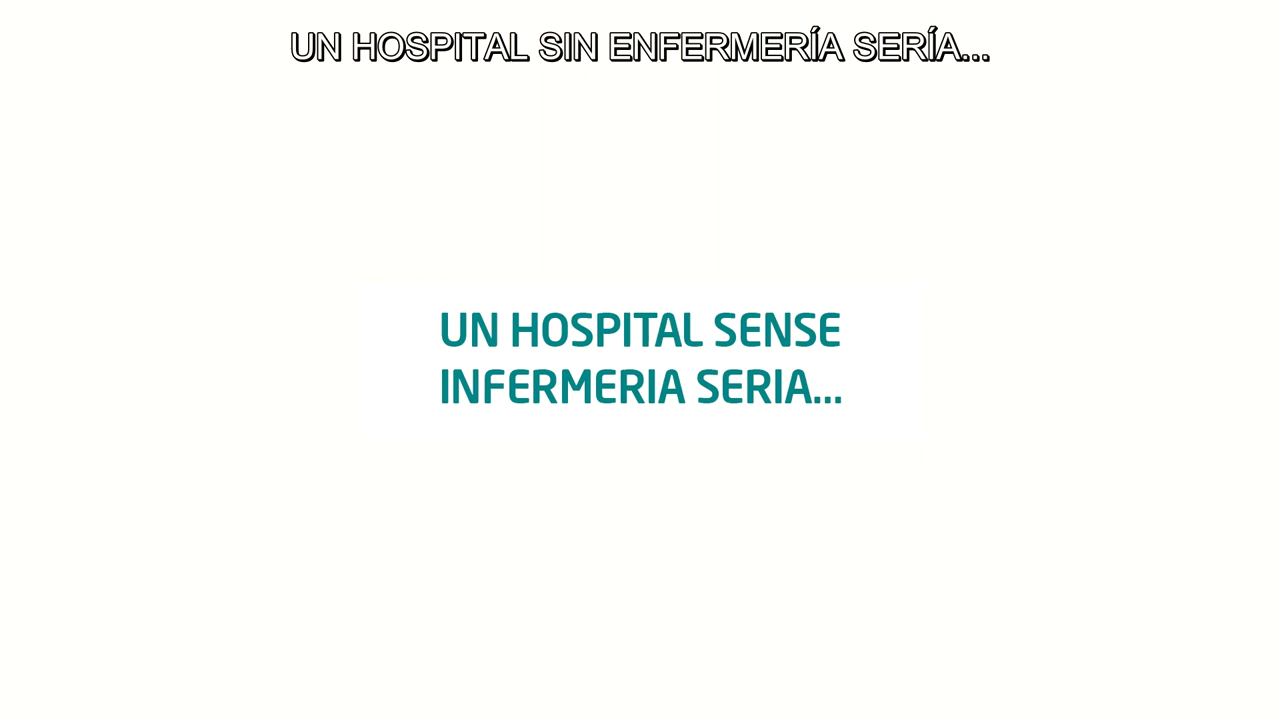 UN HOSPITAL SIN ENFERMERÍA SERÍA...
UN HOSPITAL SENSE
INFERMERIA SERIA...